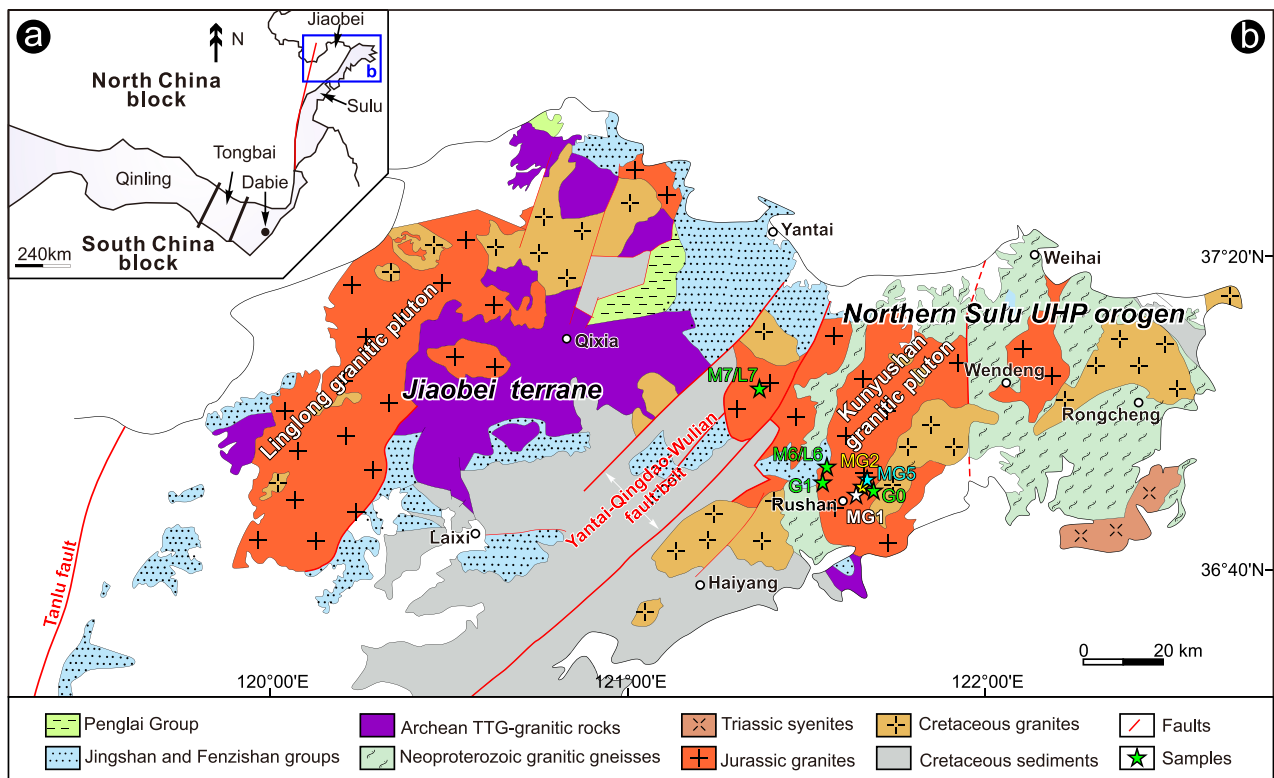 a
Jiaobei
N
b
North China
block
b
Sulu
Tongbai
Qinling
Dabie
South China
block
240km
b
Yantai
Weihai
37°20'N
Northern Sulu UHP orogen
Linglong granitic pluton
Qixia
Jiaobei terrane
M7/L7
Kunyushan
granitic pluton
Wendeng
Rongcheng
M6/L6
MG2
MG5
G1
G0
Rushan
MG1
Yantai-Qingdao-Wulian
fault belt
Laixi
Haiyang
36°40'N
Tanlu fault
0 20 km
120°00'E
121°00'E
122°00'E
Penglai Group
Archean TTG-granitic rocks
Triassic syenites
Cretaceous granites
Faults
Jingshan and Fenzishan groups
Neoproterozoic granitic gneisses
Jurassic granites
Cretaceous sediments
Samples